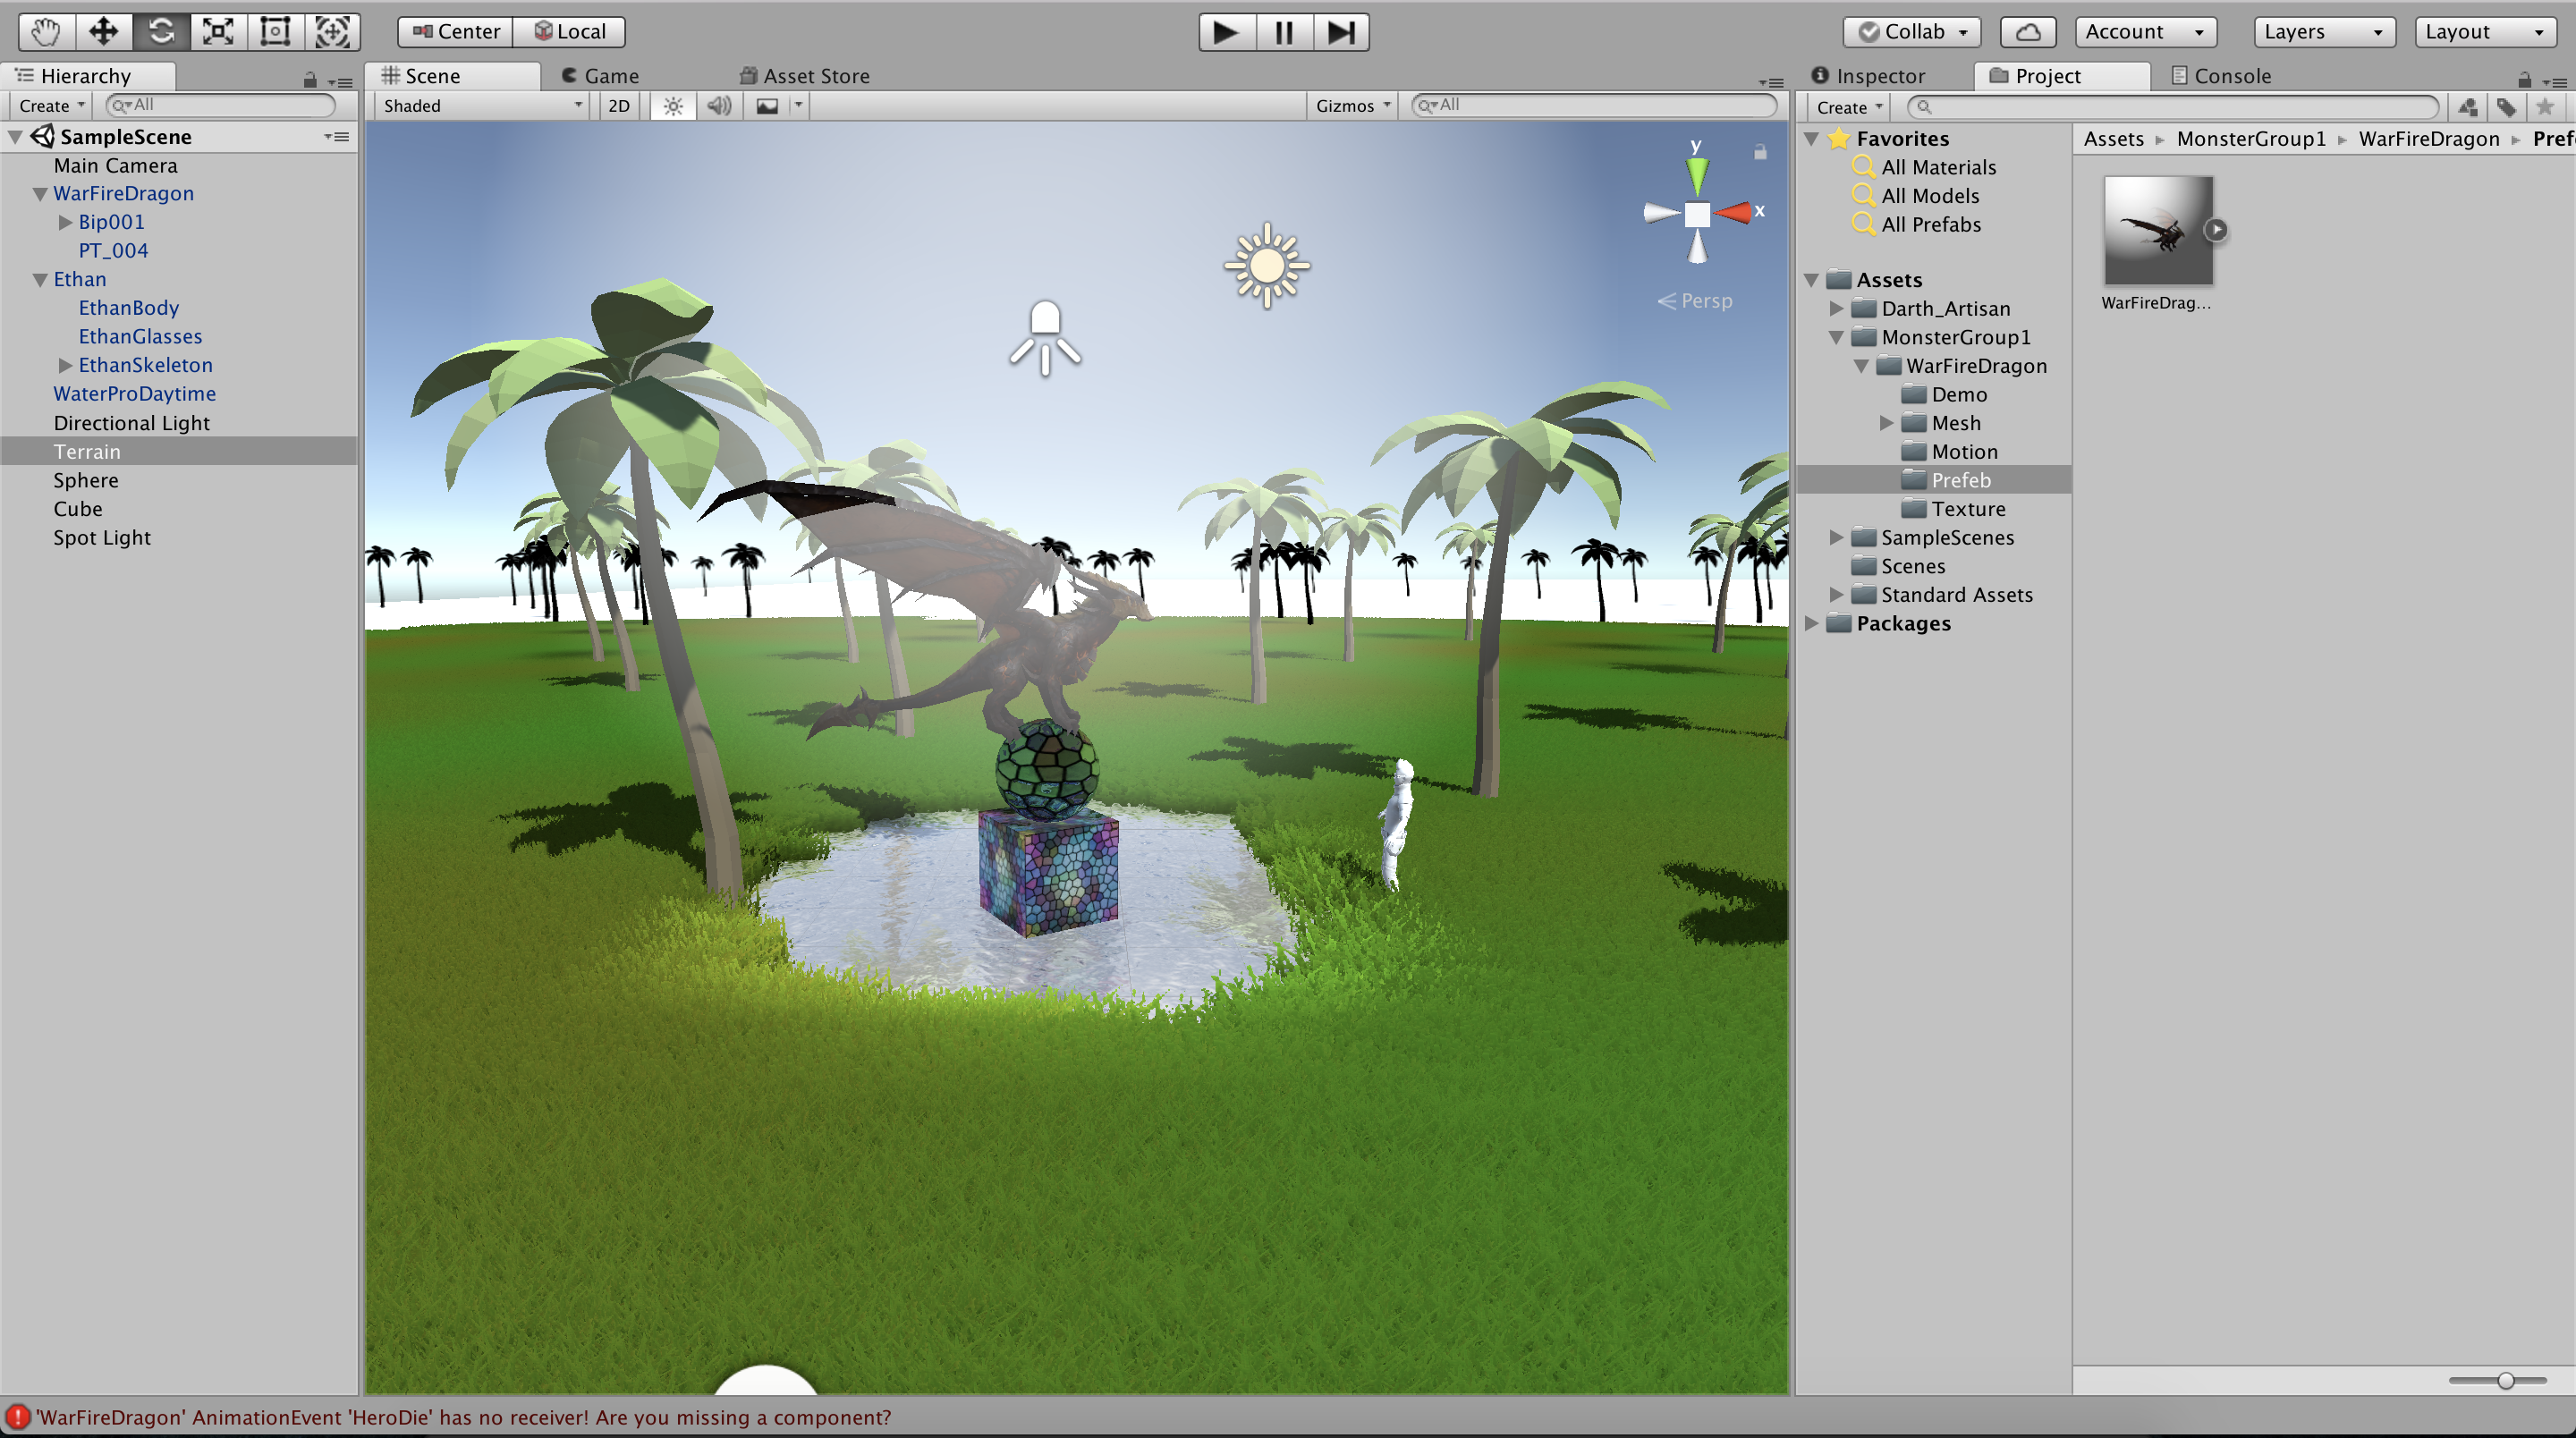 Center Local Collab Account Layers Layout
Hierarchy
Create All
SampleScene
Main Camera
WarFireDragon
Bip001
PT_004
Ethan
EthanBody
EthanGlasses
EthanSkeleton
WaterProDaytime
Directional Light
Terrain
Sphere
Cube
Spot Light
Scene Game Asset Store
Shaded 2D Gizmos All
y
x
Persp
Inspector Project Console
Create
Favorites
All Materials
All Models
All Prefabs
Assets
Darth_Artisan
MonsterGroup1
WarFireDragon
Demo
Mesh
Motion
Prefeb
Texture
SampleScenes
Scenes
Standard Assets
Packages
Assets MonsterGroup1 WarFireDragon Pref
WarFireDrag...
'WarFireDragon' AnimationEvent 'HeroDie' has no receiver! Are you missing a component?